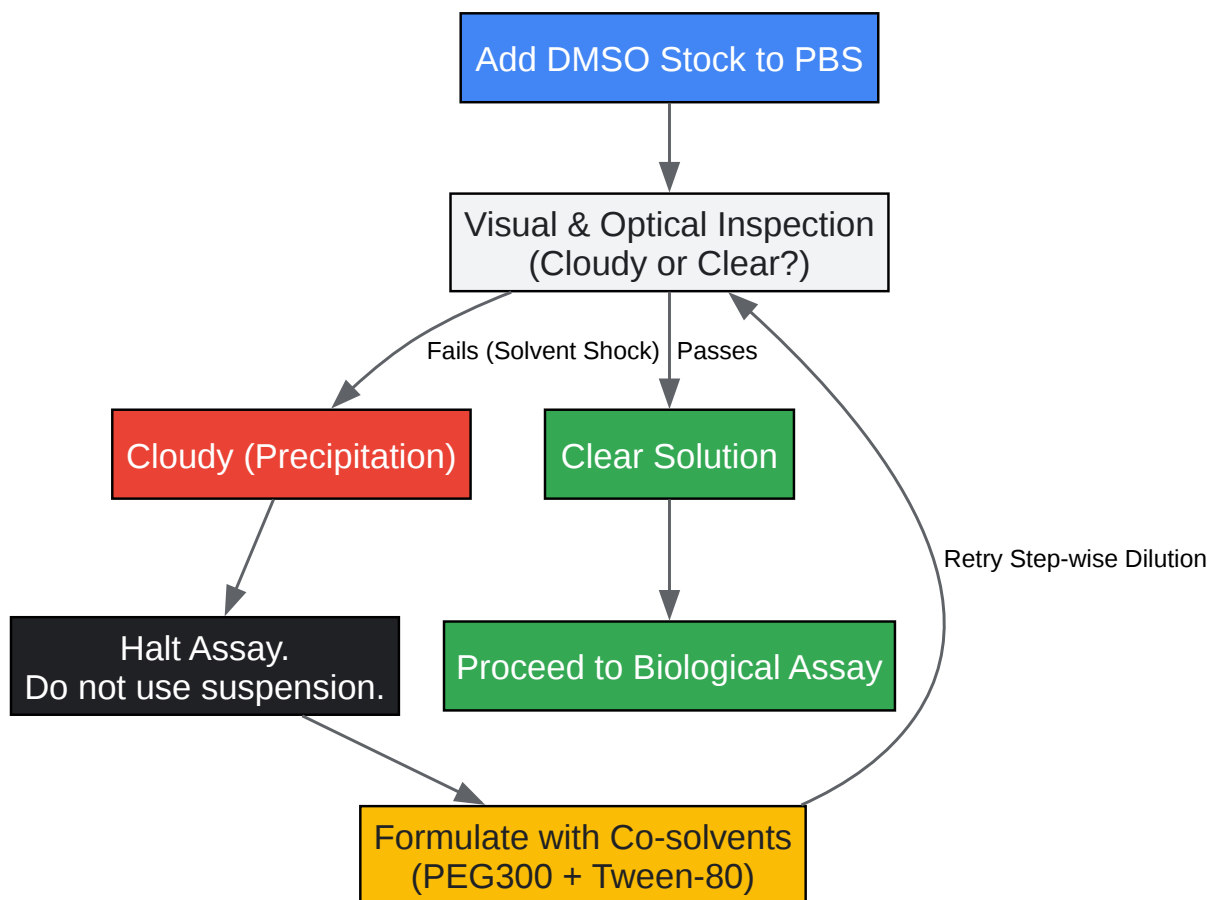 Add DMSO Stock to PBS
Visual & Optical Inspection
(Cloudy or Clear?)
Fails (Solvent Shock)
Passes
Cloudy (Precipitation)
Clear Solution
Retry Step-wise Dilution
Halt Assay.
Do not use suspension.
Proceed to Biological Assay
Formulate with Co-solvents
(PEG300 + Tween-80)